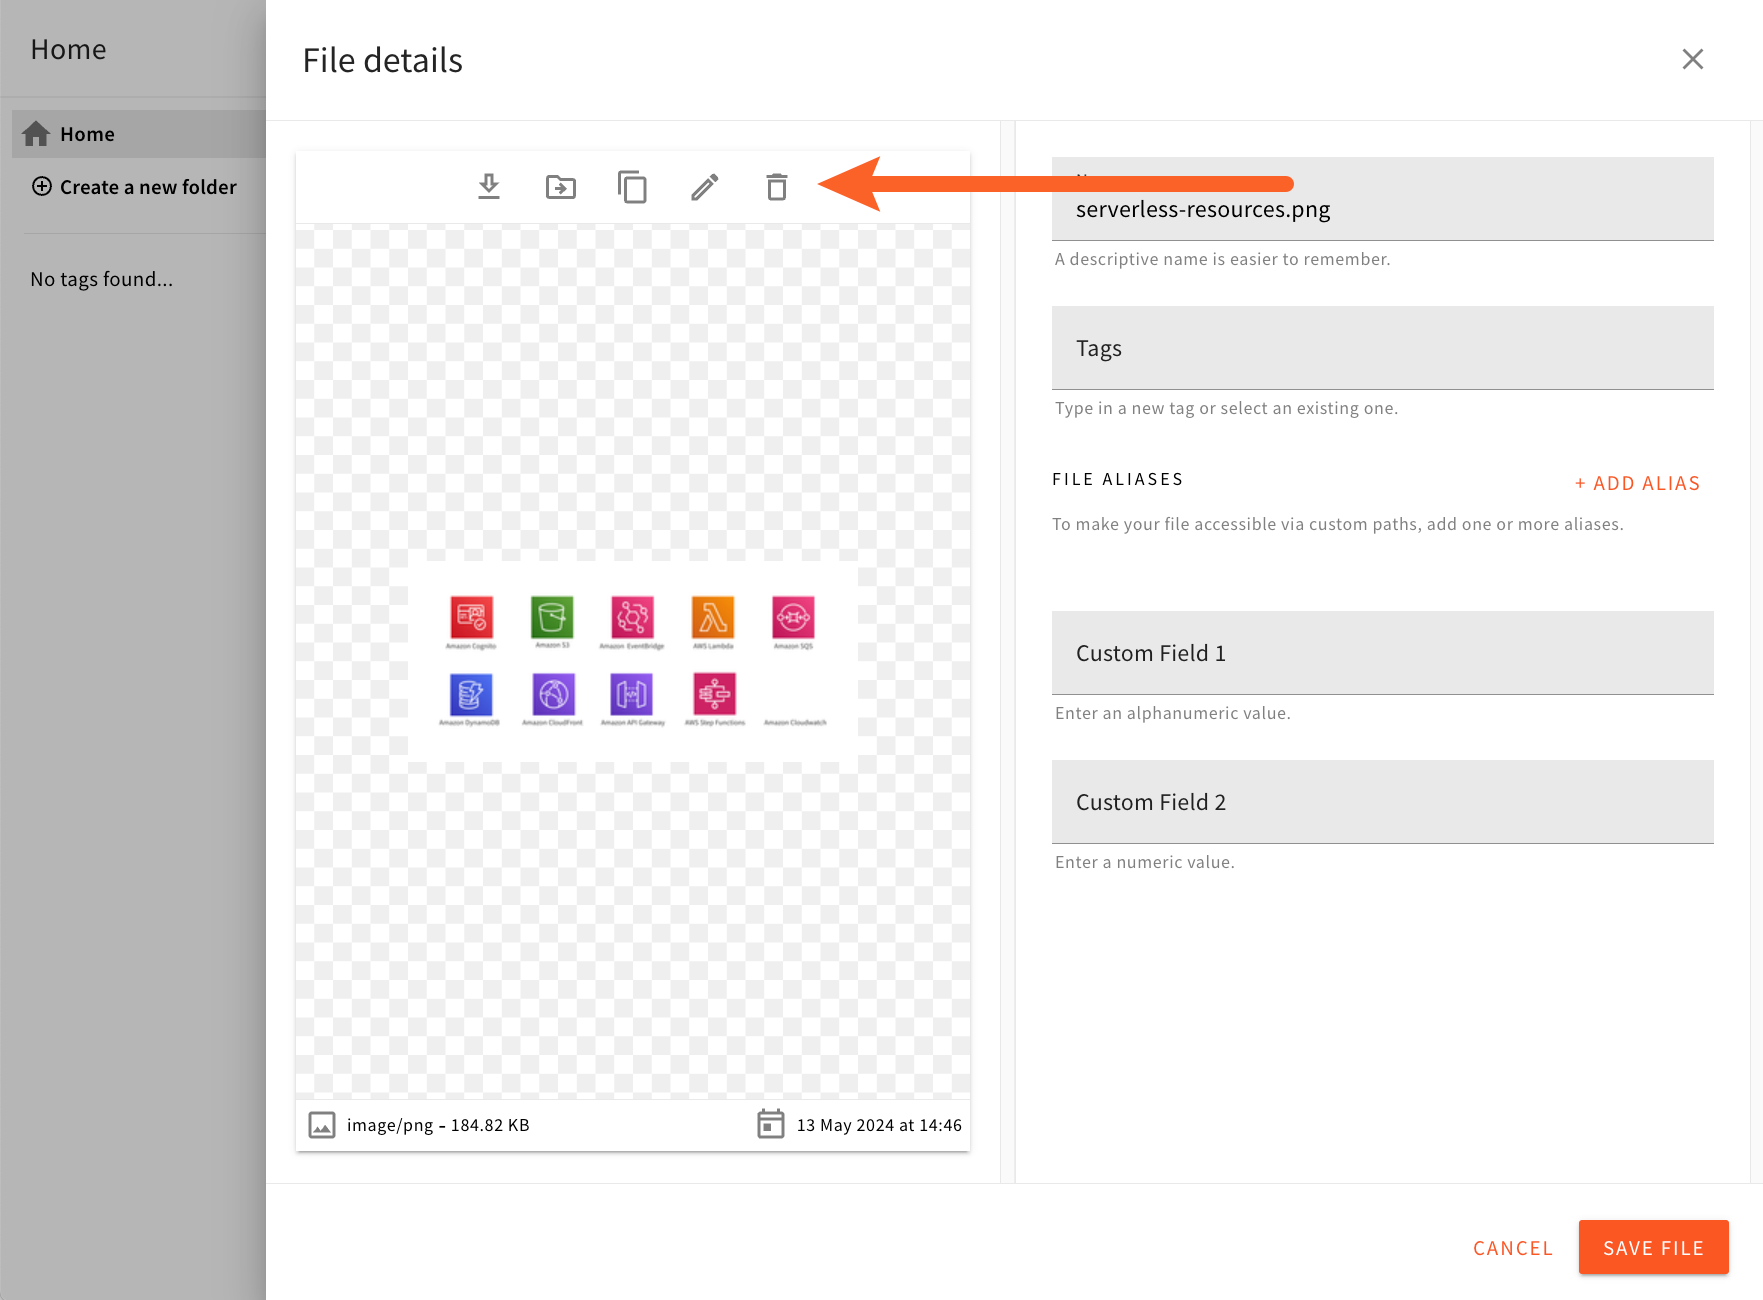 Home
File details
Home
Create a new folder
No tags found...
serverless-resources.png
A descriptive name is easier to remember.
Tags
Type in a new tag or select an existing one.
FILE ALIASES
+ ADD ALIAS
To make your file accessible via custom paths, add one or more aliases.
Custom Field 1
Enter an alphanumeric value.
Custom Field 2
Enter a numeric value.
Amazon Cognito
Amazon S3
Amazon EventBridge
AWS Lambda
Amazon SQS
Amazon DynamoDB
Amazon CloudFront
Amazon API Gateway
AWS Step Functions
Amazon Cloudwatch
image/png - 184.82 KB
13 May 2024 at 14:46
CANCEL
SAVE FILE